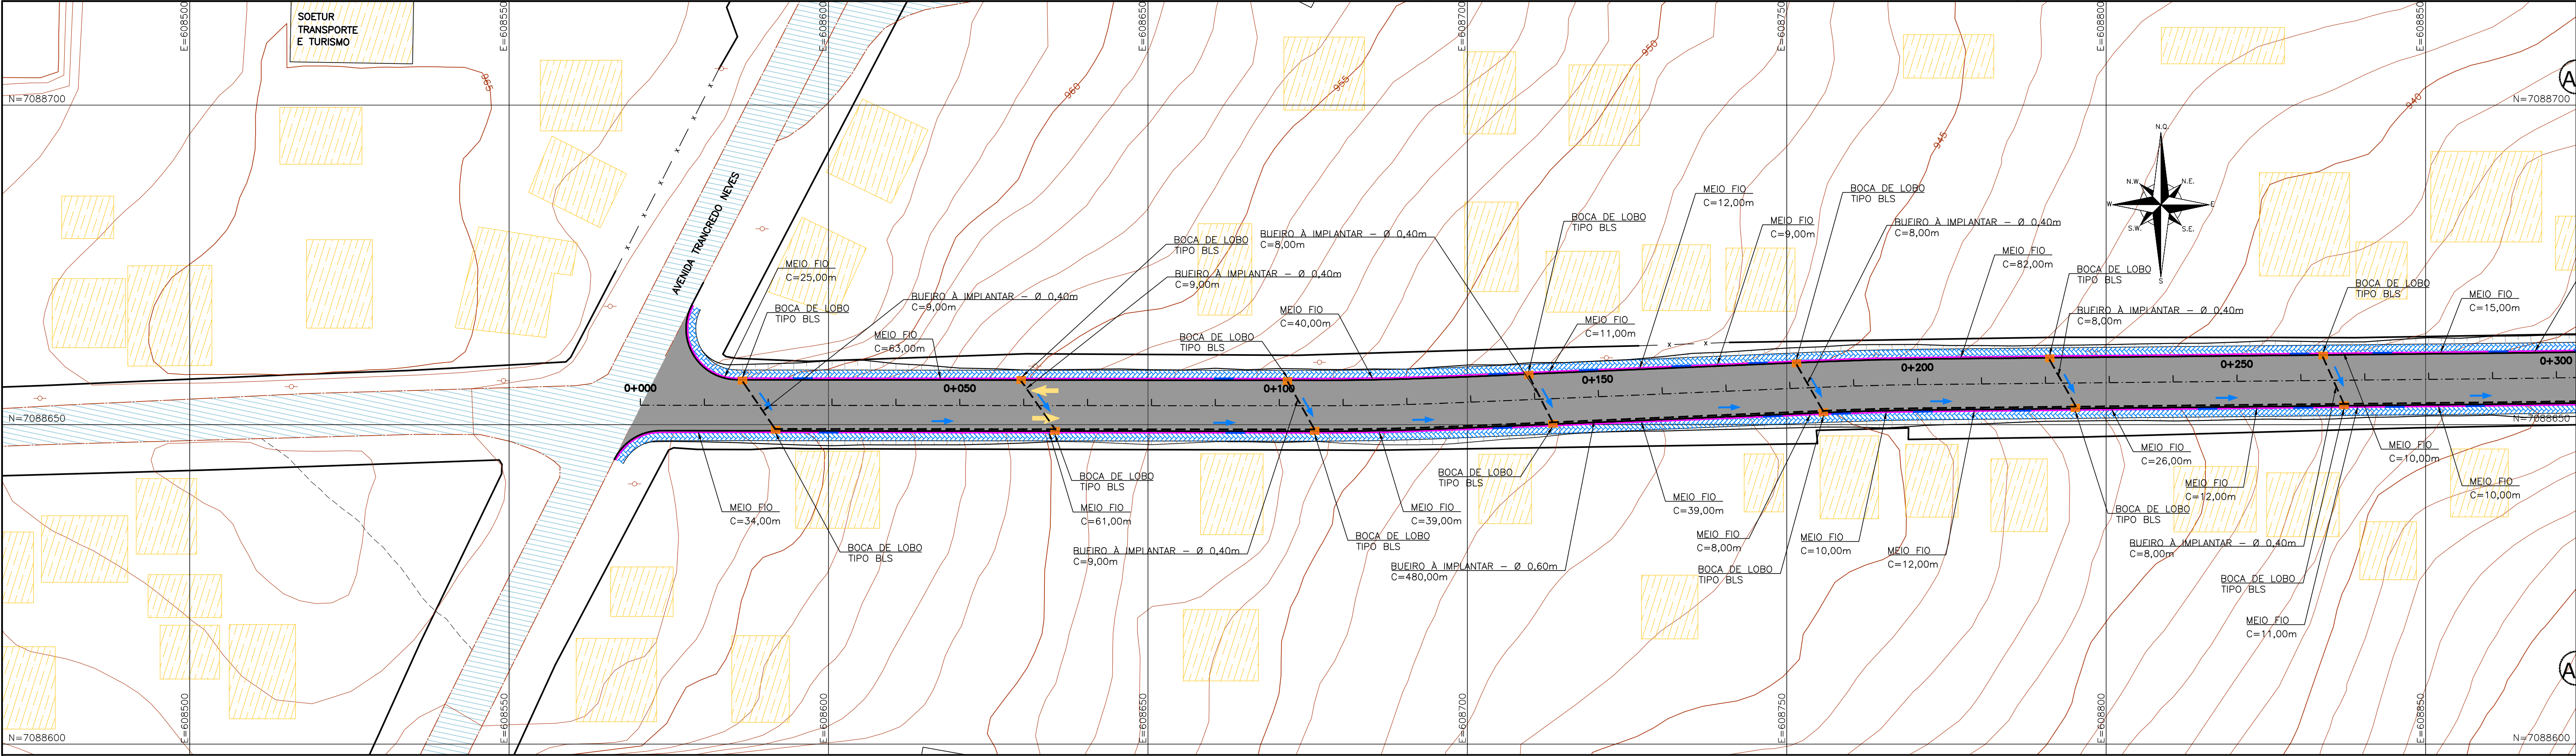 SOETUR
TRANSPORTE
E TURISMO
E=608500
E=608550
E=608600
E=608650
E=608700
E=608750
E=608800
E=608850
965
960
955
950
945
940
A
N=7088700
N=7088700
N.Q.
N.W.
N.E.
W
E
S.W.
S.E.
S
AVENIDA TRANCREDO NEVES
MEIO FIO
C=25,00m
BOCA DE LOBO
TIPO BLS
MEIO FIO
C=63,00m
BUEIRO À IMPLANTAR - Ø 0,40m
C=9,00m
BOCA DE LOBO
TIPO BLS
BUEIRO À IMPLANTAR - Ø 0,40m
C=8,00m
BUEIRO À IMPLANTAR - Ø 0,40m
C=9,00m
BOCA DE LOBO
TIPO BLS
MEIO FIO
C=40,00m
BOCA DE LOBO
TIPO BLS
MEIO FIO
C=11,00m
MEIO FIO
C=12,00m
MEIO FIO
C=9,00m
BOCA DE LOBO
TIPO BLS
BUEIRO À IMPLANTAR - Ø 0,40m
C=8,00m
MEIO FIO
C=82,00m
BOCA DE LOBO
TIPO BLS
BUEIRO À IMPLANTAR - Ø 0,40m
C=8,00m
BOCA DE LOBO
TIPO BLS
MEIO FIO
C=15,00m
0+000
0+050
0+100
0+150
0+200
0+250
0+300
N=7088650
N=7088650
MEIO FIO
C=34,00m
BOCA DE LOBO
TIPO BLS
BOCA DE LOBO
TIPO BLS
MEIO FIO
C=61,00m
BUEIRO À IMPLANTAR - Ø 0,40m
C=9,00m
BOCA DE LOBO
TIPO BLS
MEIO FIO
C=39,00m
BOCA DE LOBO
TIPO BLS
BUEIRO À IMPLANTAR - Ø 0,60m
C=480,00m
MEIO FIO
C=39,00m
MEIO FIO
C=8,00m
BOCA DE LOBO
TIPO BLS
MEIO FIO
C=10,00m
MEIO FIO
C=12,00m
MEIO FIO
C=26,00m
BOCA DE LOBO
TIPO BLS
MEIO FIO
C=12,00m
BUEIRO À IMPLANTAR - Ø 0,40m
C=8,00m
BOCA DE LOBO
TIPO BLS
MEIO FIO
C=11,00m
MEIO FIO
C=10,00m
MEIO FIO
C=10,00m
A
E=608500
E=608550
E=608600
E=608650
E=608700
E=608750
E=608800
E=608850
N=7088600
N=7088600